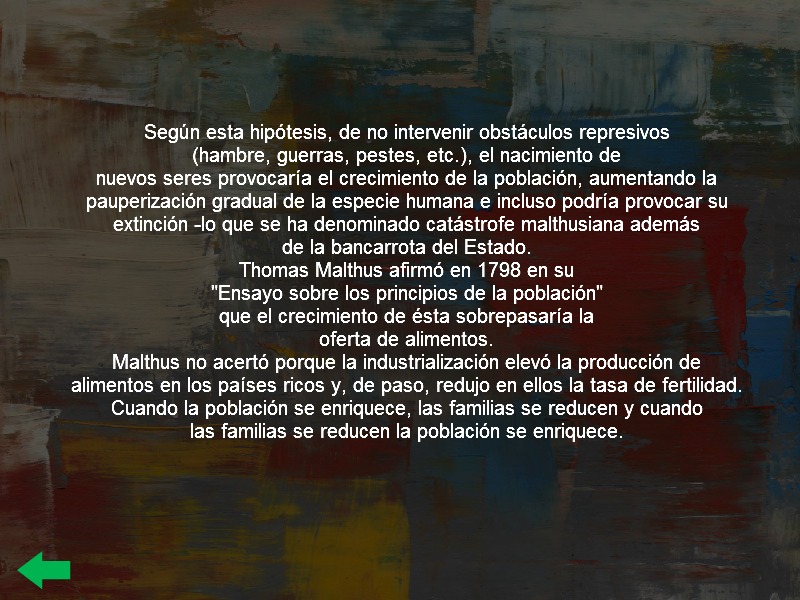 Según esta hipótesis, de no intervenir obstáculos represivos
(hambre, guerras, pestes, etc.), el nacimiento de
nuevos seres provocaría el crecimiento de la población, aumentando la
pauperización gradual de la especie humana e incluso podría provocar su
extinción -lo que se ha denominado catástrofe malthusiana además
de la bancarrota del Estado.
Thomas Malthus afirmó en 1798 en su
"Ensayo sobre los principios de la población"
que el crecimiento de ésta sobrepasaría la
oferta de alimentos.
Malthus no acertó porque la industrialización elevó la producción de
alimentos en los países ricos y, de paso, redujo en ellos la tasa de fertilidad.
Cuando la población se enriquece, las familias se reducen y cuando
las familias se reducen la población se enriquece.